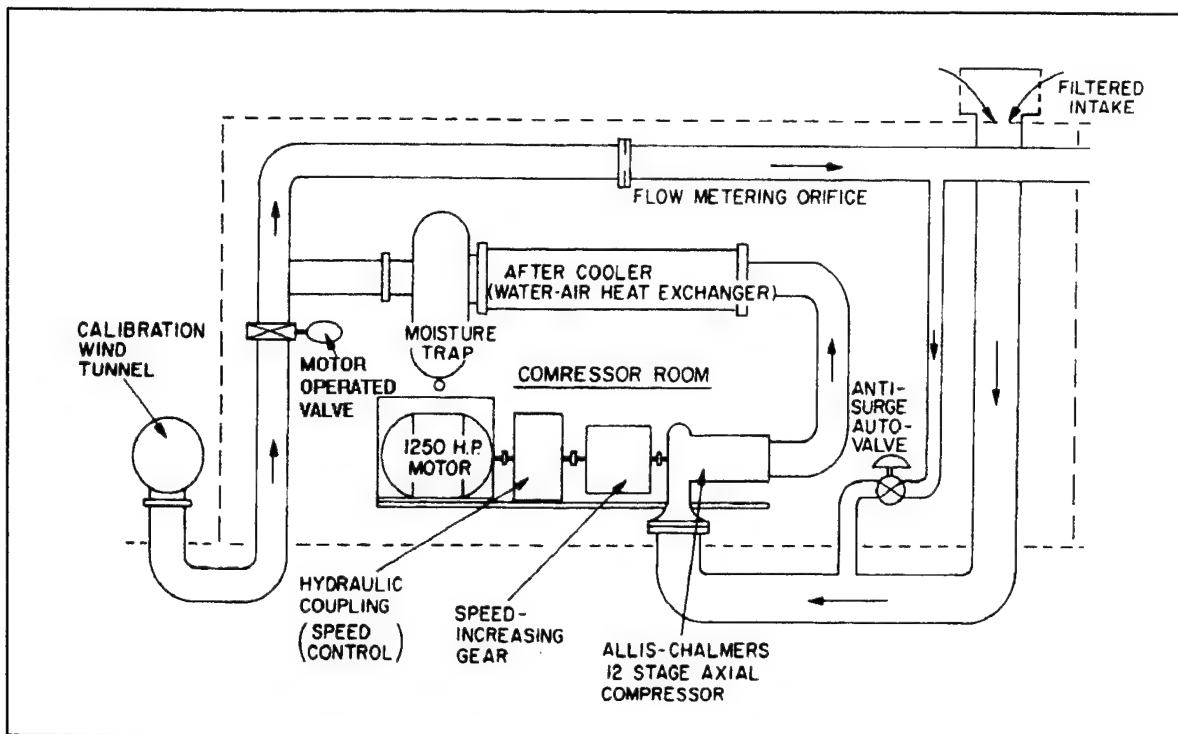 FILTERED
INTAKE
FLOW METERING ORIFICE
AFTER COOLER
(WATER-AIR HEAT EXCHANGER)
MOISTURE
TRAP
CALIBRATION
WIND
TUNNEL
MOTOR
OPERATED
VALVE
COMRESSOR ROOM
ANTI-
SURGE
AUTO-
VALVE
1250 H.P.
MOTOR
HYDRAULIC
COUPLING
(SPEED
CONTROL)
SPEED-
INCREASING
GEAR
ALLIS-CHALMERS
12 STAGE AXIAL
COMPRESSOR